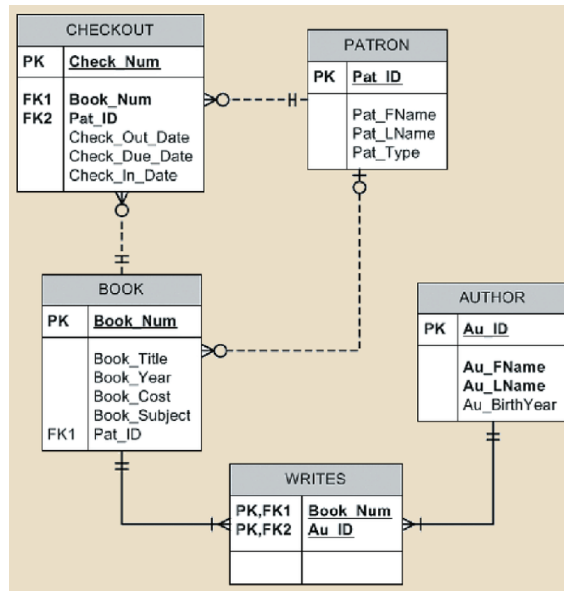 CHECKOUT
PK Check_Num
FK1 Book_Num
FK2 Pat_ID
Check_Out_Date
Check_Due_Date
Check_In_Date
PATRON
PK Pat_ID
Pat_FName
Pat_LName
Pat_Type
BOOK
PK Book_Num
Book_Title
Book_Year
Book_Cost
Book_Subject
FK1 Pat_ID
AUTHOR
PK Au_ID
Au_FName
Au_LName
Au_BirthYear
WRITES
PK,FK1 Book_Num
PK,FK2 Au_ID